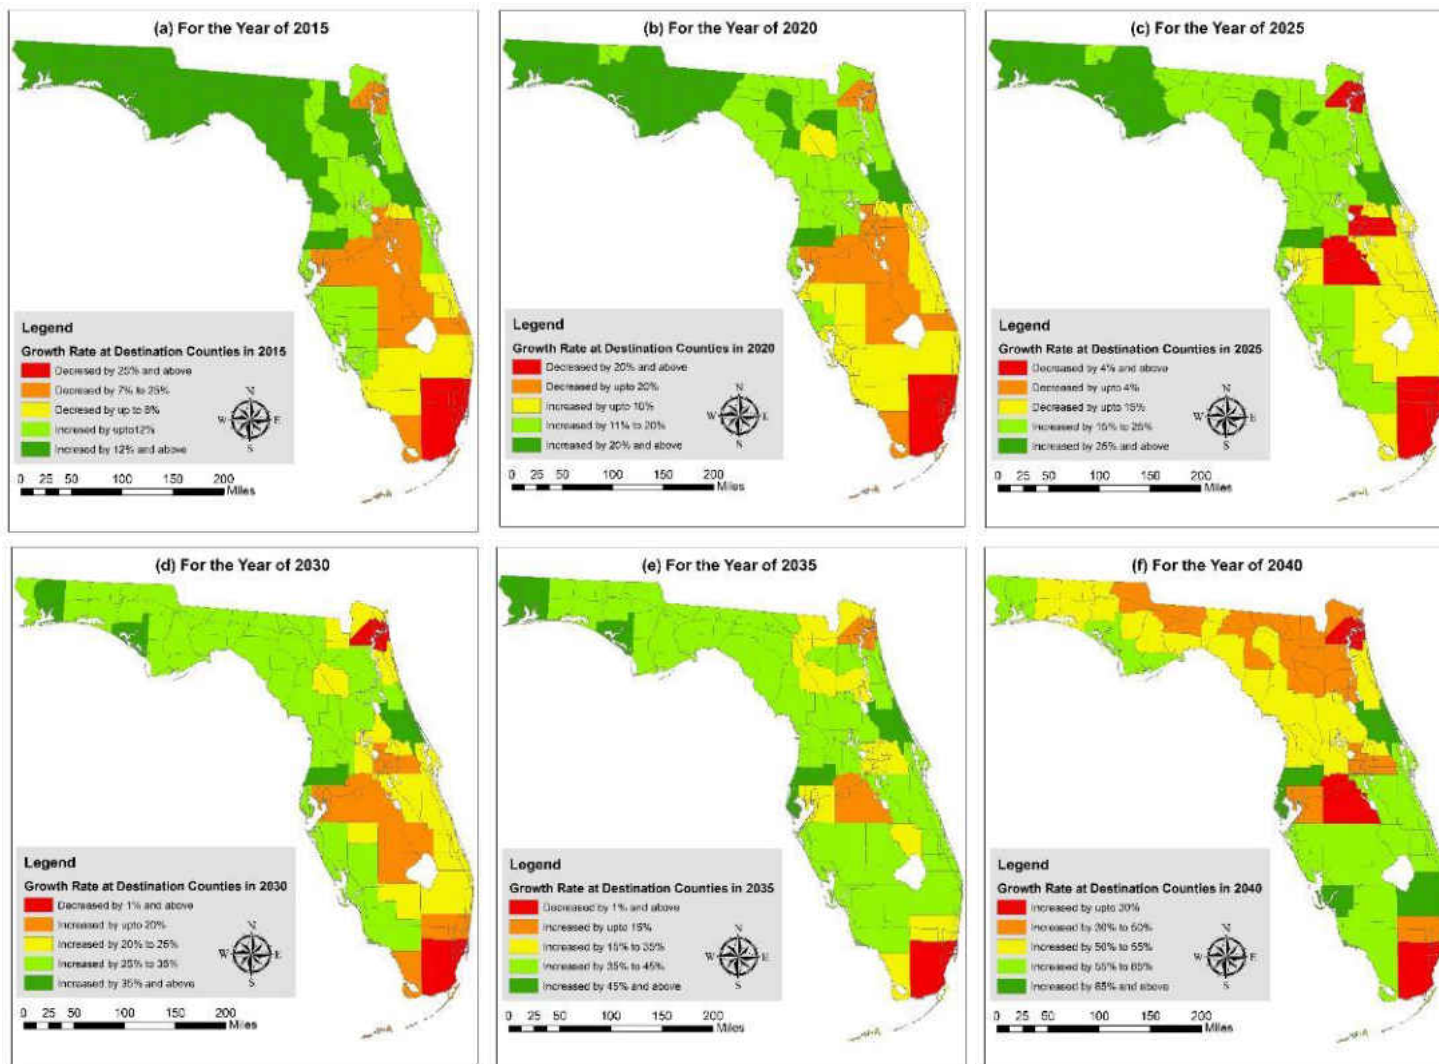 (a) For the Year of 2015
Legend
Growth Rate at Destination Counties in 2015
Decresed by 25% and above
Decresed by 7% to 25%
Decresed by up to 6%
Incresed by upto12%
Incresed by 12% and above
N
W E
S
0 25 50 100 150 200
Miles
(b) For the Year of 2020
Legend
Growth Rate at Destination Counties in 2020
Decreased by 20% and above
Decreased by upto 20%
Increased by upto 10%
Increased by 11% to 20%
Increased by 20% and above
N
W E
S
0 25 50 100 150 200
Miles
(c) For the Year of 2025
Legend
Growth Rate at Destination Counties in 2025
Decreased by 4% and above
Decreased by upto 4%
Decreased by upto 15%
Increased by 15% to 25%
Increased by 25% and above
N
W E
S
0 25 50 100 150 200
Miles
(d) For the Year of 2030
Legend
Growth Rate at Destination Counties in 2030
Decreased by 1% and above
Increased by upto 20%
Increased by 20% to 25%
Increased by 25% to 35%
Increased by 35% and above
N
W E
S
0 25 50 100 150 200
Miles
(e) For the Year of 2035
Legend
Growth Rate at Destination Counties in 2035
Decreased by 1% and above
Increased by upto 15%
Increased by 15% to 35%
Increased by 35% to 45%
Increased by 45% and above
N
W E
S
0 25 50 100 150 200
Miles
(f) For the Year of 2040
Legend
Growth Rate at Destination Counties in 2040
Increased by upto 30%
Increased by 30% to 50%
Increased by 50% to 55%
Increased by 55% to 65%
Increased by 65% and above
N
W E
S
0 25 50 100 150 200
Miles